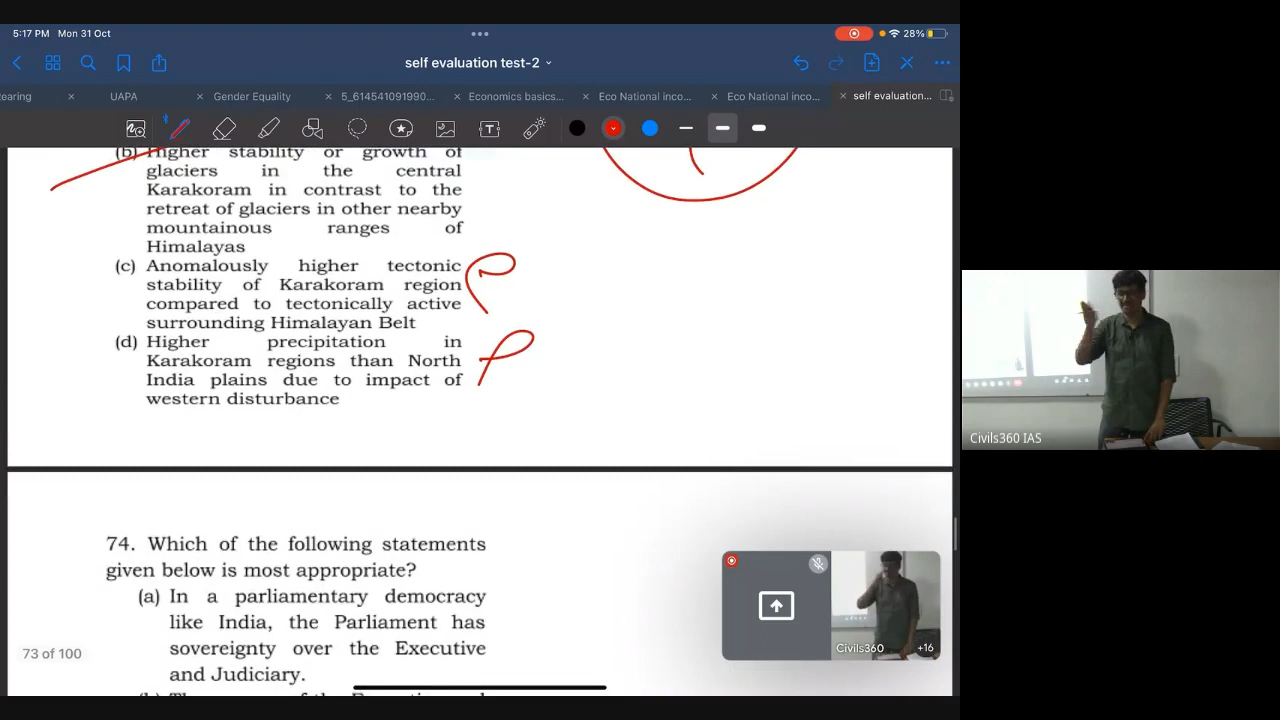 5:17 PM Mon 31 Oct
28%
self evaluation test-2
earing
UAPA
Gender Equality
5_614541091990...
Economics basics...
Eco National inco...
Eco National inco...
self evaluation...
(b) Higher stability or growth of
glaciers in the central
Karakoram in contrast to the
retreat of glaciers in other nearby
mountainous ranges of
Himalayas
(c) Anomalously higher tectonic
stability of Karakoram region
compared to tectonically active
surrounding Himalayan Belt
(d) Higher precipitation in
Karakoram regions than North
India plains due to impact of
western disturbance
74. Which of the following statements
given below is most appropriate?
(a) In a parliamentary democracy
like India, the Parliament has
sovereignty over the Executive
and Judiciary.
73 of 100
Civils360
+16
Civils360 IAS